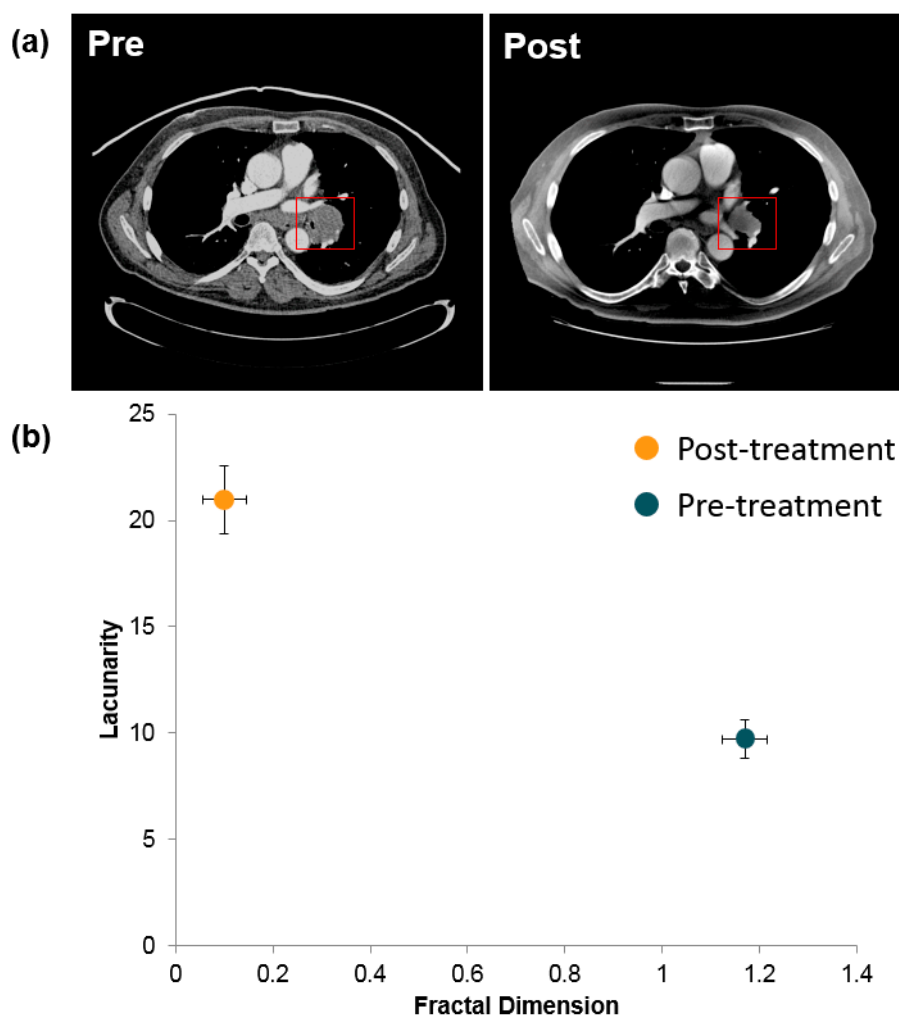 (a)
Pre
Post
(b)
25
20
15
10
5
0
Lacunarity
Post-treatment
Pre-treatment
0 0.2 0.4 0.6 0.8 1 1.2 1.4
Fractal Dimension